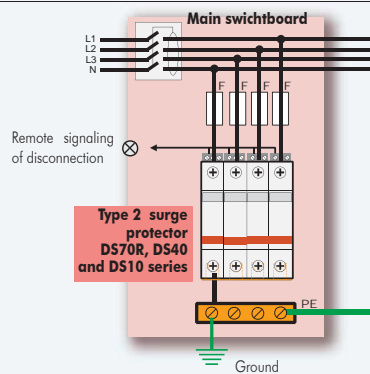 Main swichtboard
L1
L2
L3
N
F F F F
Remote signaling
of disconnection
Type 2 surge
protector
DS70R, DS40
and DS10 series
PE
Ground